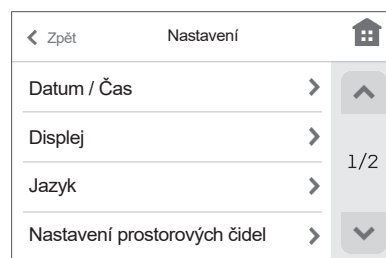 Zpět
Nastavení
Datum / Čas
Displej
1/2
Jazyk
Nastavení prostorových čidel